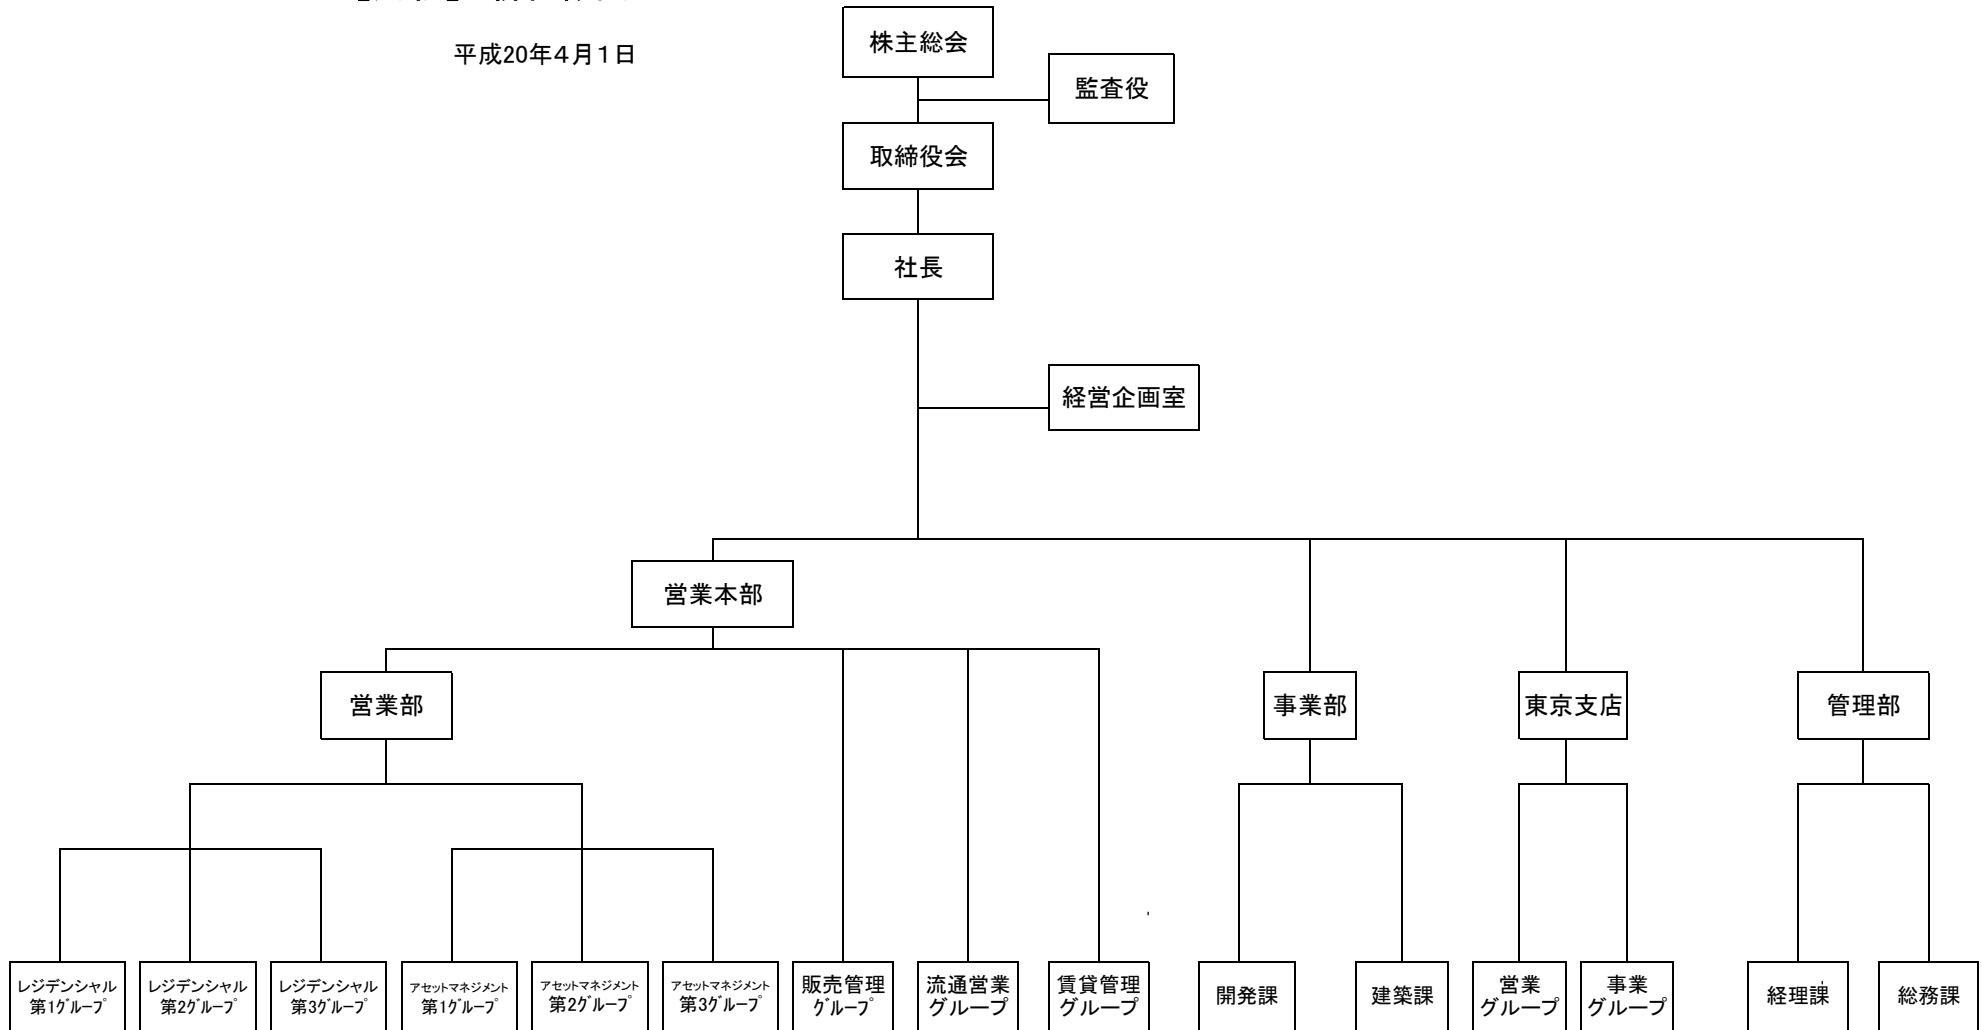 平成20年4月1日
株主総会
監査役
取締役会
社長
経営企画室
営業本部
営業部
事業部
東京支店
管理部
レジデンシャル
第1グループ
レジデンシャル
第2グループ
レジデンシャル
第3グループ
アセットマネジメント
第1グループ
アセットマネジメント
第2グループ
アセットマネジメント
第3グループ
販売管理
グループ
流通営業
グループ
賃貸管理
グループ
開発課
建築課
営業
グループ
事業
グループ
経理課
総務課